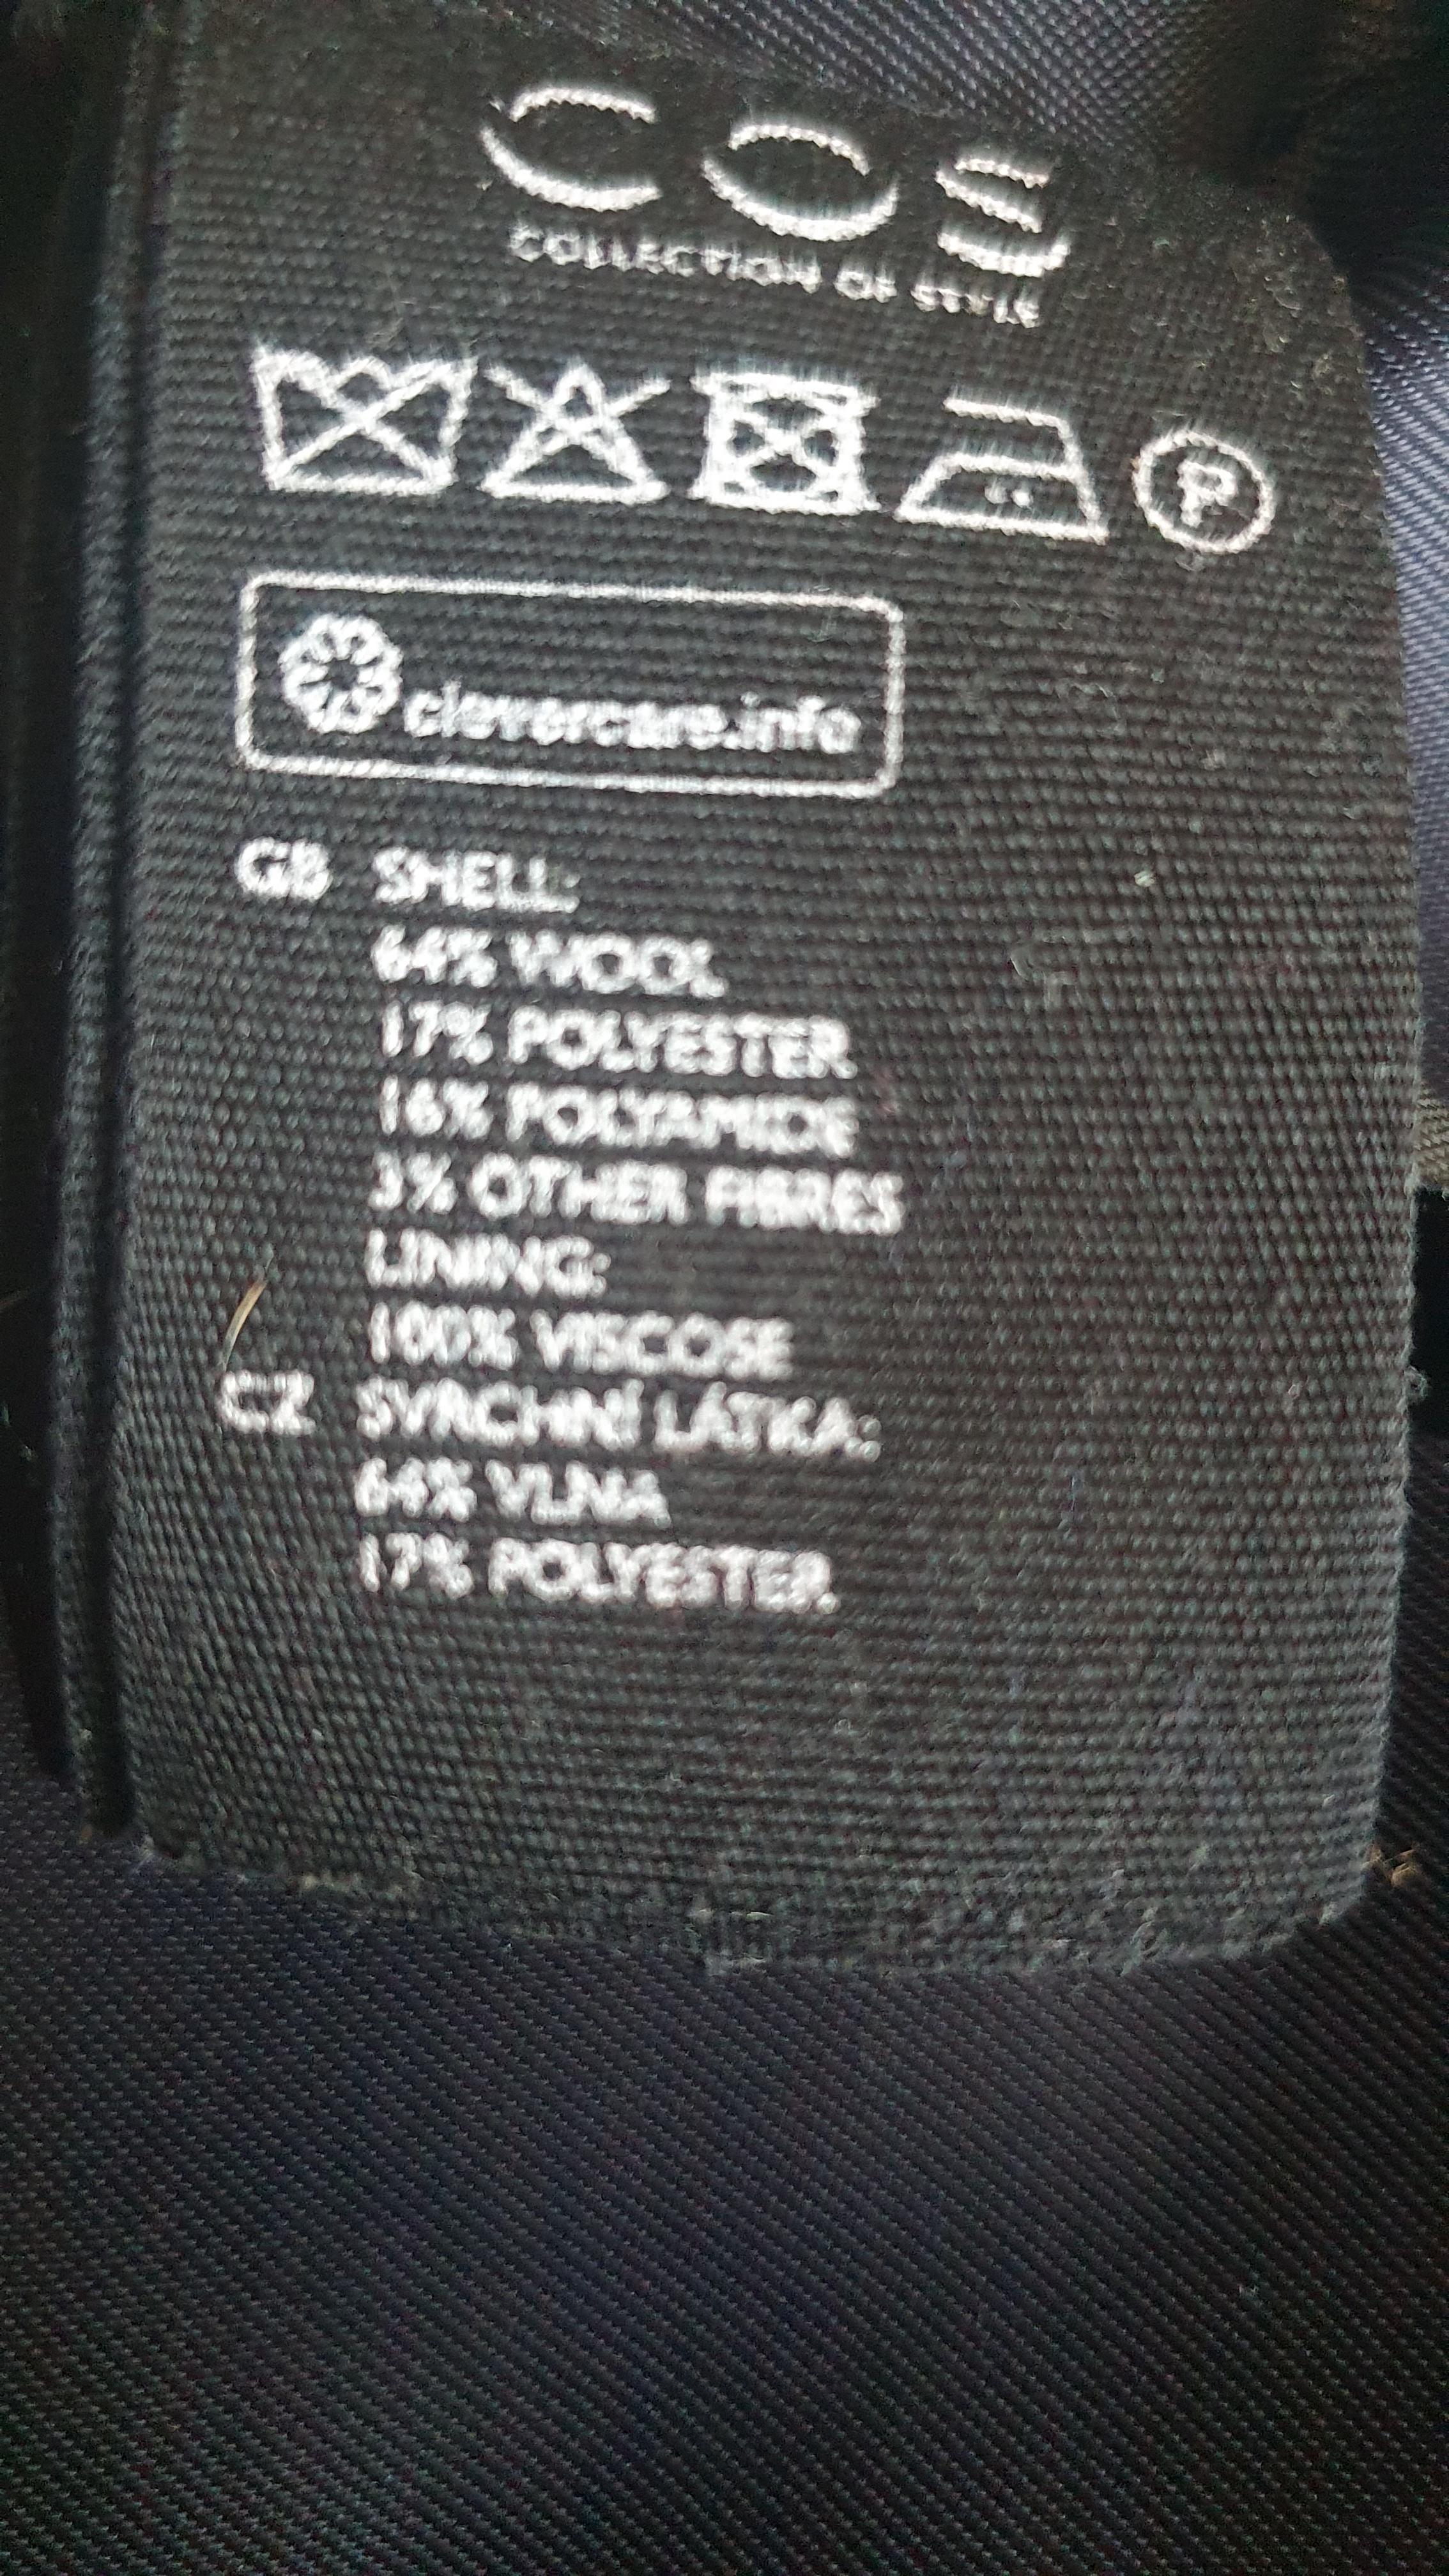 COS
COLLECTION OF STYLE
P
clevercare.info
GB SHELL:
64% WOOL
17% POLYESTER
16% POLYAMIDE
3% OTHER FIBRES
LINING:
100% VISCOSE
CZ SVRCHNÍ LÁTKA:
64% VLNA
17% POLYESTER.